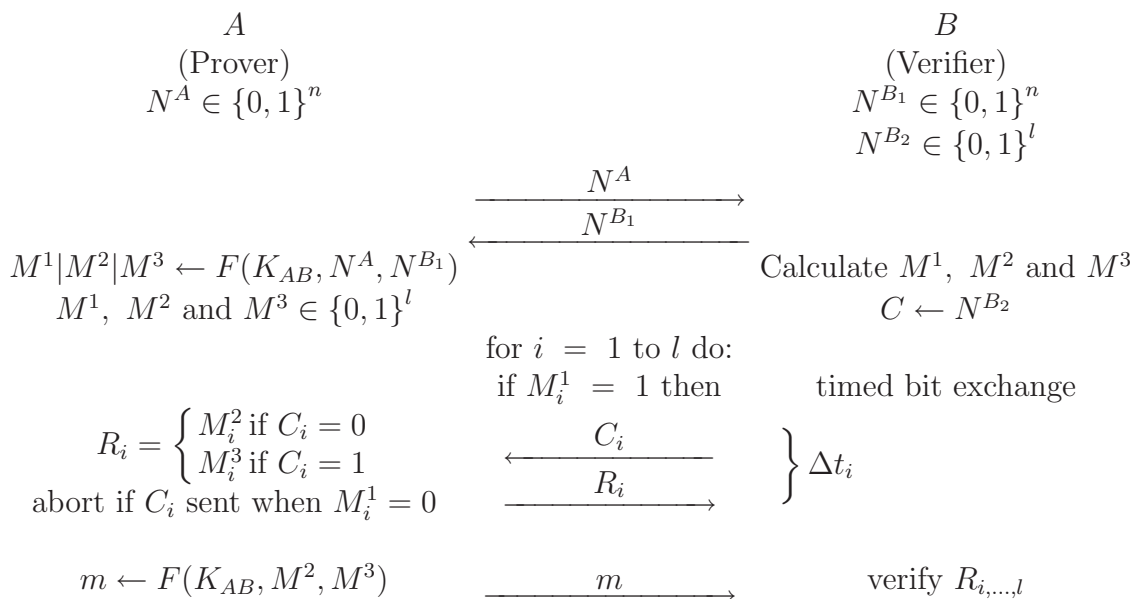 A B
(Prover) (Verifier)
N^A ∈ {0, 1}^n N^{B_1} ∈ {0, 1}^n
N^{B_2} ∈ {0, 1}^l
N^A
N^{B_1}
M^1|M^2|M^3 ← F(K_{AB}, N^A, N^{B_1}) Calculate M^1, M^2 and M^3
M^1, M^2 and M^3 ∈ {0, 1}^l C ← N^{B_2}
for i = 1 to l do:
if M_i^1 = 1 then timed bit exchange
R_i = { M_i^2 if C_i = 0 C_i
M_i^3 if C_i = 1 } Δt_i
abort if C_i sent when M_i^1 = 0 R_i
m ← F(K_{AB}, M^2, M^3) m verify R_{i,...,l}